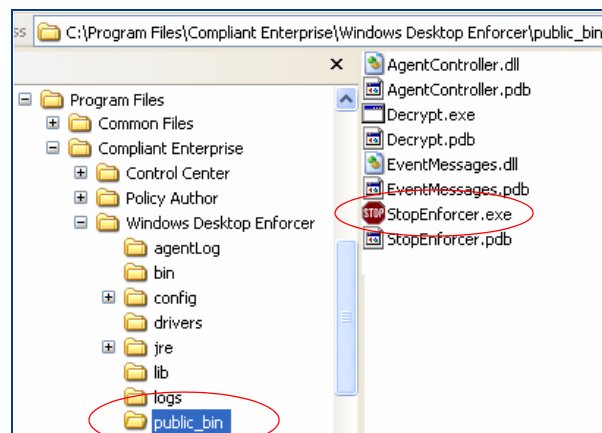 ss C:\Program Files\Compliant Enterprise\Windows Desktop Enforcer\public_bin
Program Files
Common Files
Compliant Enterprise
Control Center
Policy Author
Windows Desktop Enforcer
agentLog
bin
config
drivers
jre
lib
logs
public_bin
AgentController.dll
AgentController.pdb
Decrypt.exe
Decrypt.pdb
EventMessages.dll
EventMessages.pdb
STOP StopEnforcer.exe
StopEnforcer.pdb